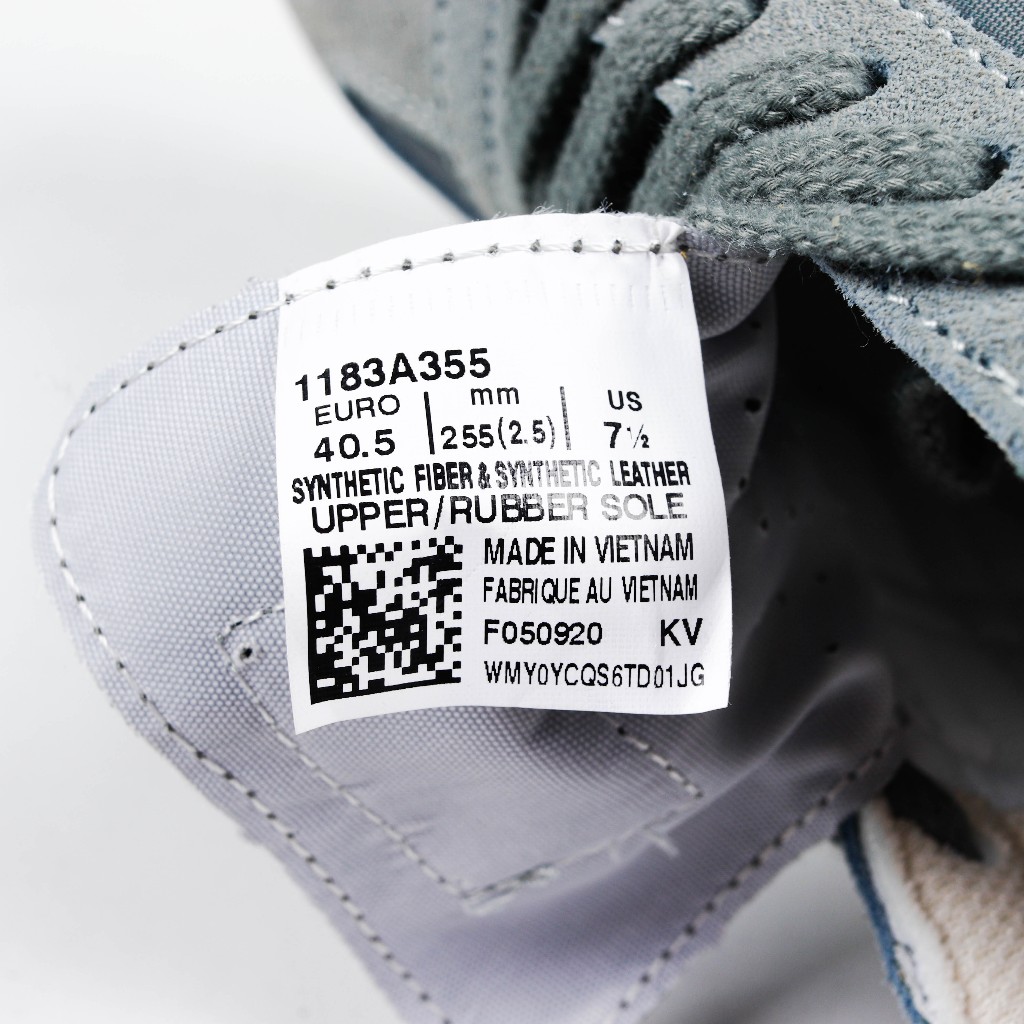 1183A355
EURO mm US
40.5 255(2.5) 7½
SYNTHETIC FIBER & SYNTHETIC LEATHER
UPPER/RUBBER SOLE
MADE IN VIETNAM
FABRIQUE AU VIETNAM
F050920 KV
WMY0YCQS6TD01JG